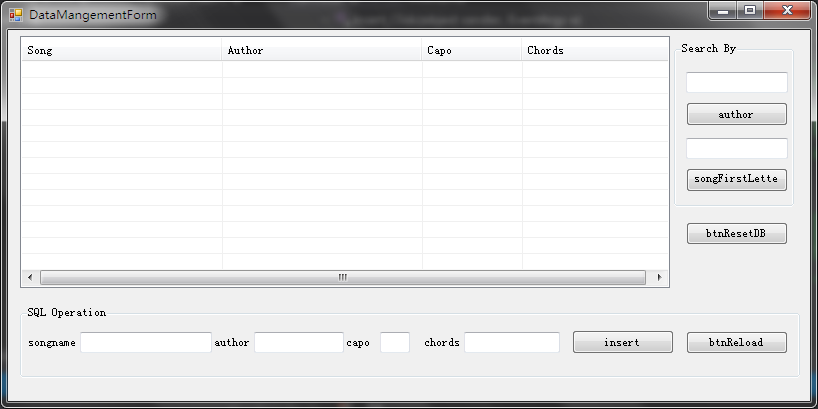 DataMangementForm
Song Author Capo Chords
Search By
author
songFirstLette
btnResetDB
SQL Operation
songname author capo chords insert btnReload